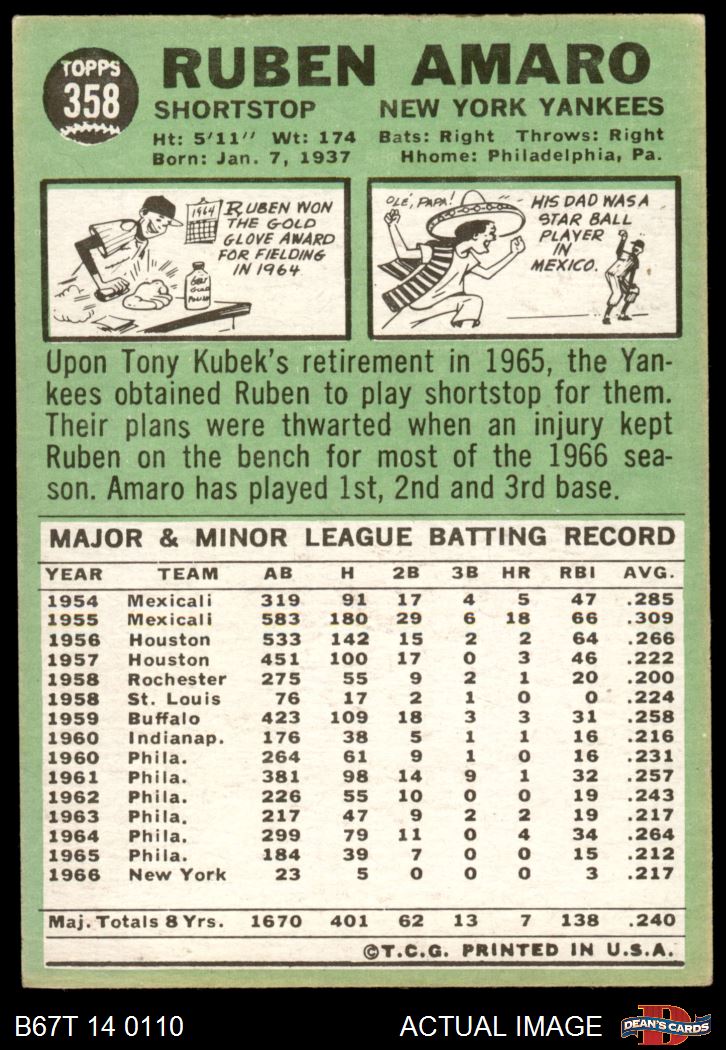 TOPPS
358
RUBEN AMARO
SHORTSTOP NEW YORK YANKEES
Ht: 5'11" Wt: 174 Bats: Right Throws: Right
Born: Jan. 7, 1937 Hhome: Philadelphia, Pa.
1964
RUBEN WON
THE GOLD
GLOVE AWARD
FOR FIELDING
IN 1964
OLÉ, PAPA!
HIS DAD WAS A
STAR BALL
PLAYER
IN
MEXICO.
Upon Tony Kubek's retirement in 1965, the Yan-
kees obtained Ruben to play shortstop for them.
Their plans were thwarted when an injury kept
Ruben on the bench for most of the 1966 sea-
son. Amaro has played 1st, 2nd and 3rd base.
MAJOR & MINOR LEAGUE BATTING RECORD
YEAR TEAM AB H 2B 3B HR RBI AVG.
1954 Mexicali 319 91 17 4 5 47 .285
1955 Mexicali 583 180 29 6 18 66 .309
1956 Houston 533 142 15 2 2 64 .266
1957 Houston 451 100 17 0 3 46 .222
1958 Rochester 275 55 9 2 1 20 .200
1958 St. Louis 76 17 2 1 0 0 .224
1959 Buffalo 423 109 18 3 3 31 .258
1960 Indianap. 176 38 5 1 1 16 .216
1960 Phila. 264 61 9 1 0 16 .231
1961 Phila. 381 98 14 9 1 32 .257
1962 Phila. 226 55 10 0 0 19 .243
1963 Phila. 217 47 9 2 2 19 .217
1964 Phila. 299 79 11 0 4 34 .264
1965 Phila. 184 39 7 0 0 15 .212
1966 New York 23 5 0 0 0 3 .217
Maj. Totals 8 Yrs. 1670 401 62 13 7 138 .240
©T.C.G. PRINTED IN U.S.A.
B67T 14 0110 ACTUAL IMAGE
D
DEAN'S CARDS